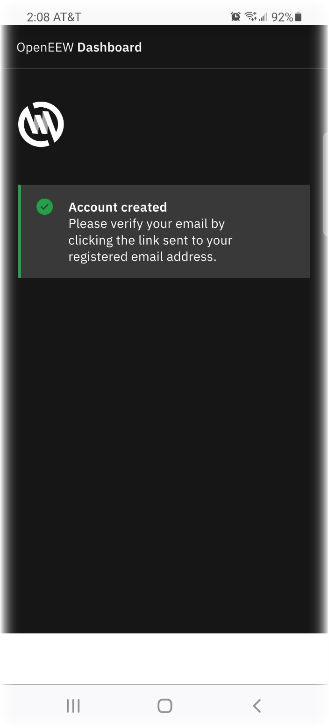 2:08 AT&T 92%
OpenEEW Dashboard
Account created
Please verify your email by
clicking the link sent to your
registered email address.